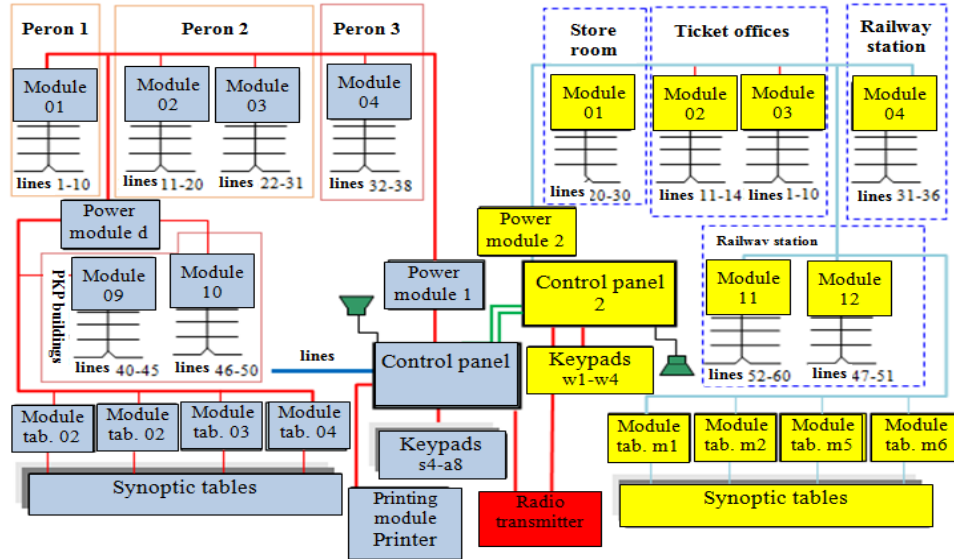 Peron 1
Peron 2
Peron 3
Store
room
Ticket offices
Railway
station
Module
01
Module
02
Module
03
Module
04
Module
01
Module
02
Module
03
Module
04
lines 1-10
lines 11-20
lines 22-31
lines 32-38
lines 20-30
lines 11-14
lines 1-10
lines 31-36
Power
module d
Power
module 2
Railway station
PKP buildings
Module
09
Module
10
Power
module 1
Control panel
2
Module
11
Module
12
lines 40-45
lines 46-50
lines
Control panel
Keypads
w1-w4
lines 52-60
lines 47-51
Module
tab. 02
Module
tab. 02
Module
tab. 03
Module
tab. 04
Keypads
s4-a8
Module
tab. m1
Module
tab. m2
Module
tab. m5
Module
tab. m6
Synoptic tables
Printing
module
Printer
Radio
transmitter
Synoptic tables